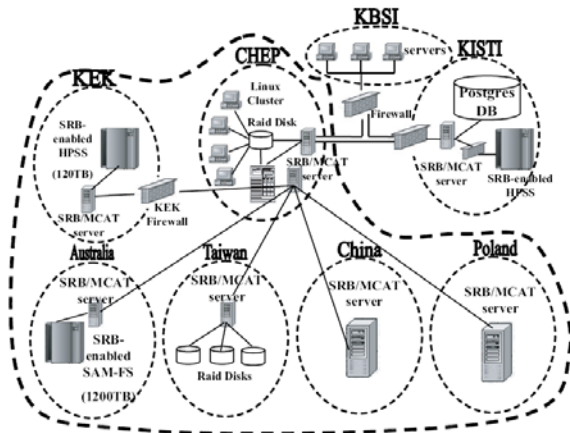 KBSI
servers
KISTI
Postgres
DB
Firewall
SRB/MCAT
server
SRB-enabled
HPSS
CHEP
Linux
Cluster
Raid Disk
SRB/MCAT
server
KEK
SRB-
enabled
HPSS
(120TB)
SRB/MCAT
server
KEK
Firewall
Australia
SRB/MCAT
server
SRB-
enabled
SAM-FS
(1200TB)
Taiwan
SRB/MCAT
server
Raid Disks
China
SRB/MCAT
server
Poland
SRB/MCAT
server